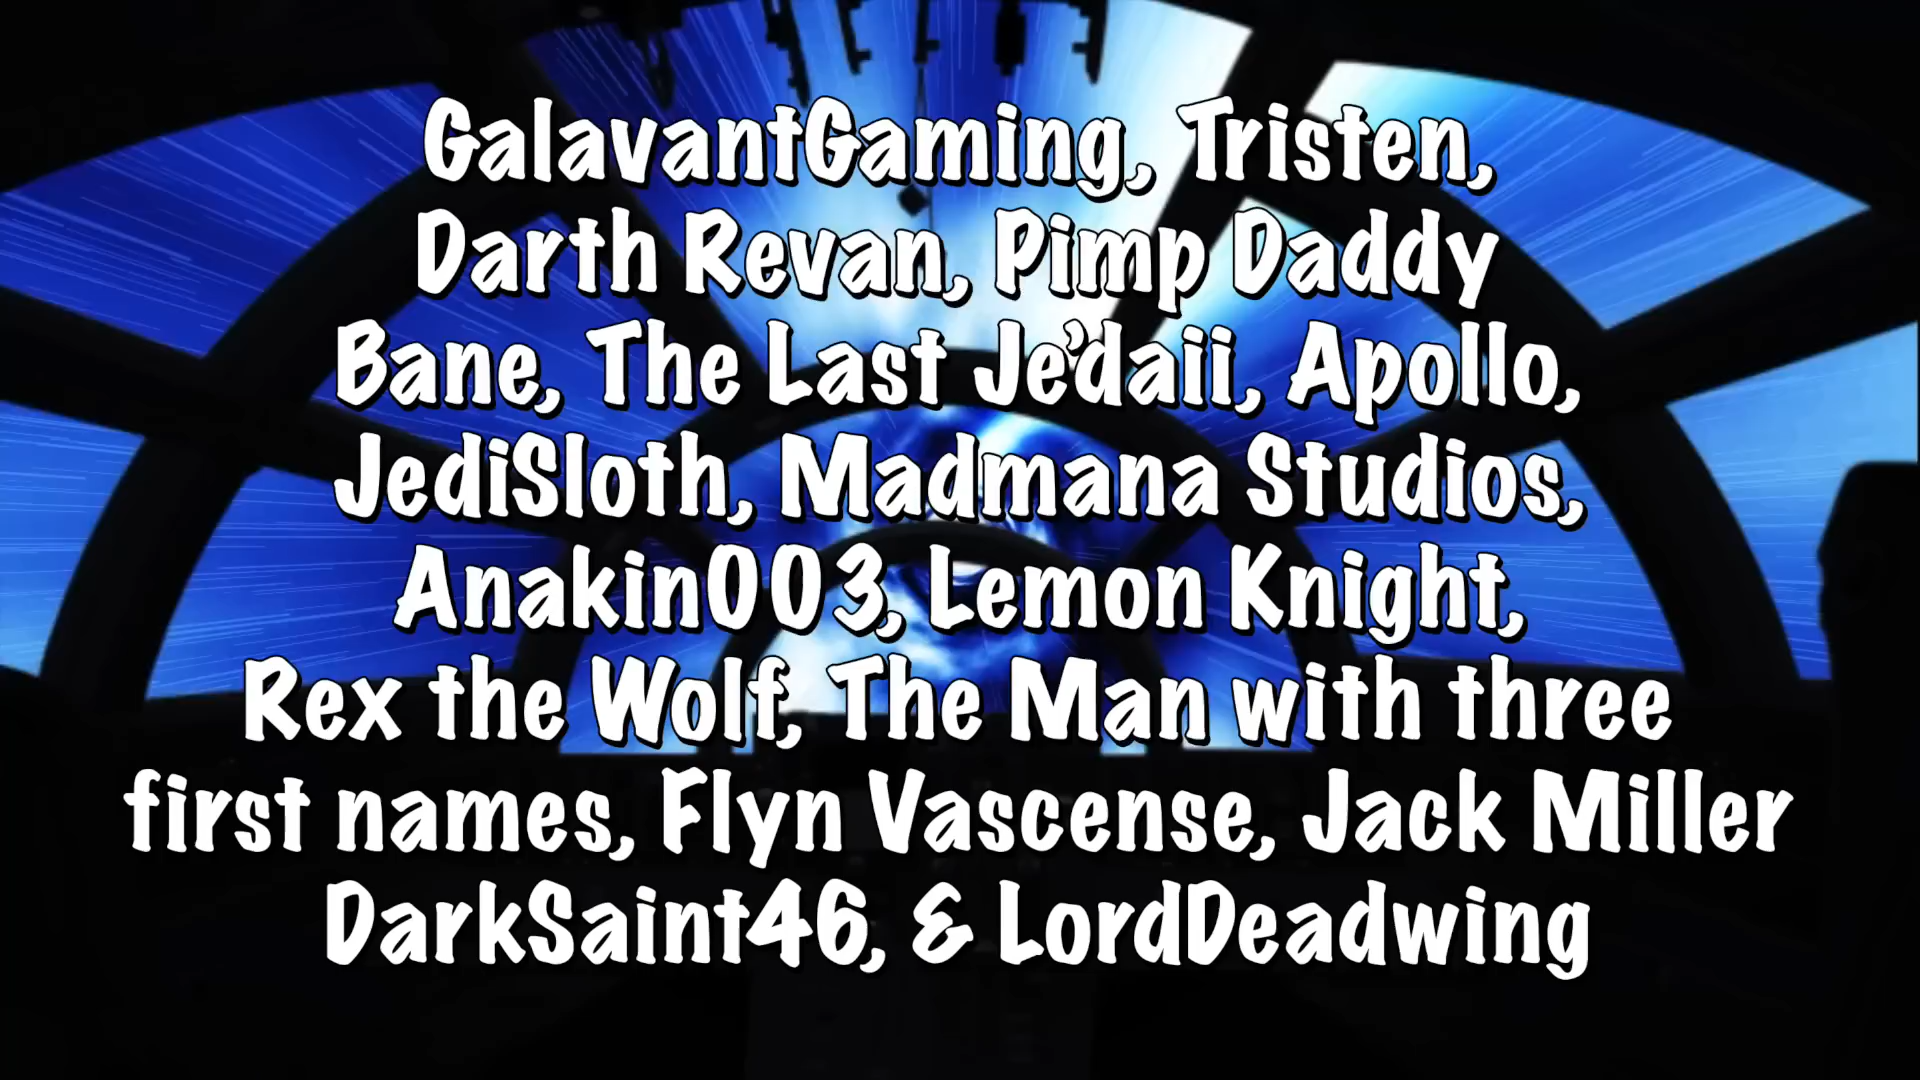 GalavantGaming, Tristen,
Darth Revan, Pimp Daddy
Bane, The Last Je’daii, Apollo,
JediSloth, Madmana Studios,
Anakin003, Lemon Knight,
Rex the Wolf, The Man with three
first names, Flyn Vascense, Jack Miller
DarkSaint46, & LordDeadwing